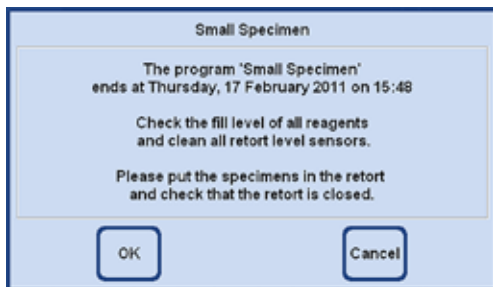 Small Specimen
The program 'Small Specimen'
ends at Thursday, 17 February 2011 on 15:48
Check the fill level of all reagents
and clean all retort level sensors.
Please put the specimens in the retort
and check that the retort is closed.
OK
Cancel